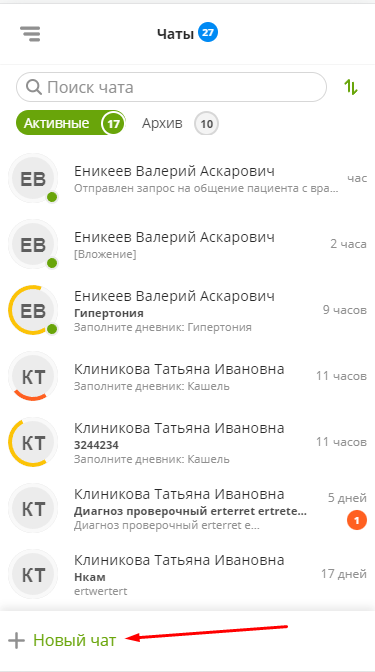 Чаты 27
Поиск чата
Активные 17 Архив 10
ЕВ
Еникеев Валерий Аскарович
час
Отправлен запрос на общение пациента с вра...
ЕВ
Еникеев Валерий Аскарович
2 часа
[Вложение]
ЕВ
Еникеев Валерий Аскарович
9 часов
Гипертония
Заполните дневник: Гипертония
КТ
Клиникова Татьяна Ивановна
11 часов
Заполните дневник: Кашель
КТ
Клиникова Татьяна Ивановна
11 часов
3244234
Заполните дневник: Кашель
КТ
Клиникова Татьяна Ивановна
5 дней
Диагноз проверочный erterret ertrete...
1
Диагноз проверочный erterret e...
КТ
Клиникова Татьяна Ивановна
17 дней
Нкам
ertwertert
Новый чат